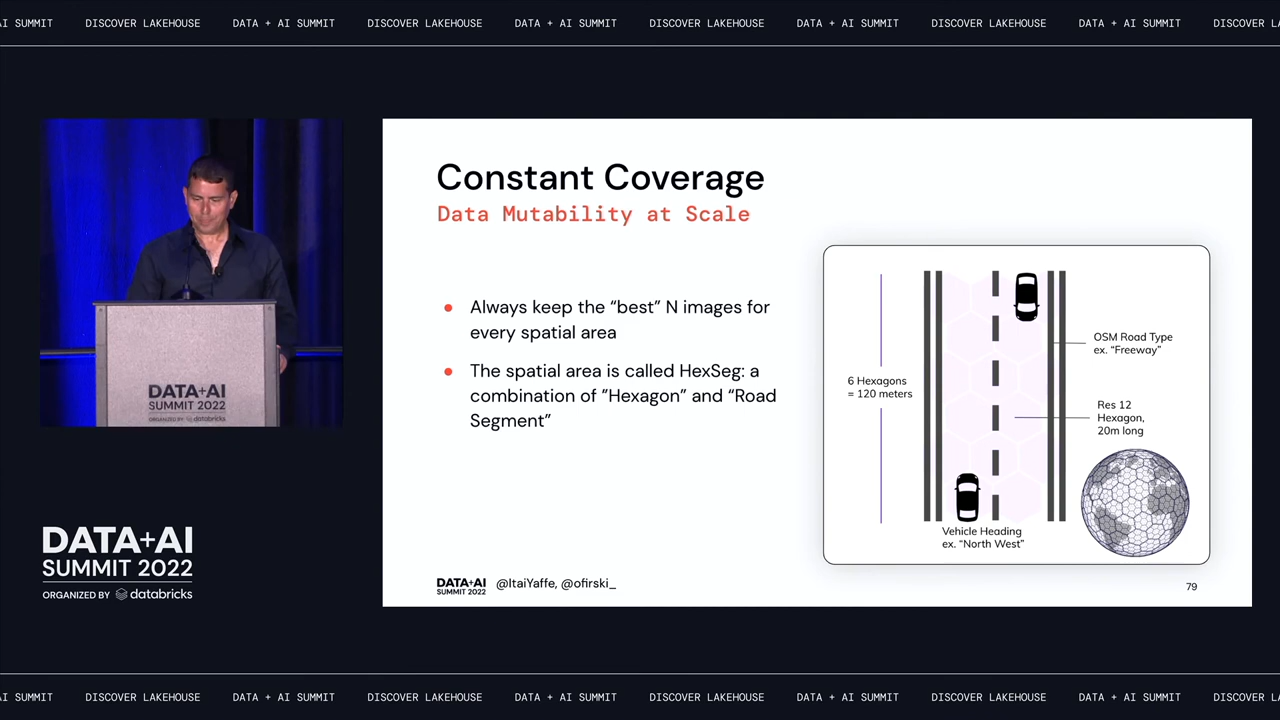 AI SUMMIT DISCOVER LAKEHOUSE DATA + AI SUMMIT DISCOVER LAKEHOUSE DATA + AI SUMMIT DISCOVER LAKEHOUSE DATA + AI SUMMIT DISCOVER LAKEHOUSE DATA + AI SUMMIT DISCOVER L
Constant Coverage
Data Mutability at Scale
Always keep the “best” N images for
every spatial area
The spatial area is called HexSeg: a
combination of ”Hexagon” and “Road
Segment”
6 Hexagons
= 120 meters
OSM Road Type
ex. “Freeway”
Res 12
Hexagon,
20m long
Vehicle Heading
ex. “North West”
DATA+AI
SUMMIT 2022
@ItaiYaffe, @ofirski_
79
DATA+AI
SUMMIT 2022
ORGANIZED BY databricks
DATA+AI
SUMMIT 2022
ORGANIZED BY databricks
AI SUMMIT DISCOVER LAKEHOUSE DATA + AI SUMMIT DISCOVER LAKEHOUSE DATA + AI SUMMIT DISCOVER LAKEHOUSE DATA + AI SUMMIT DISCOVER LAKEHOUSE DATA + AI SUMMIT DISCOVER L